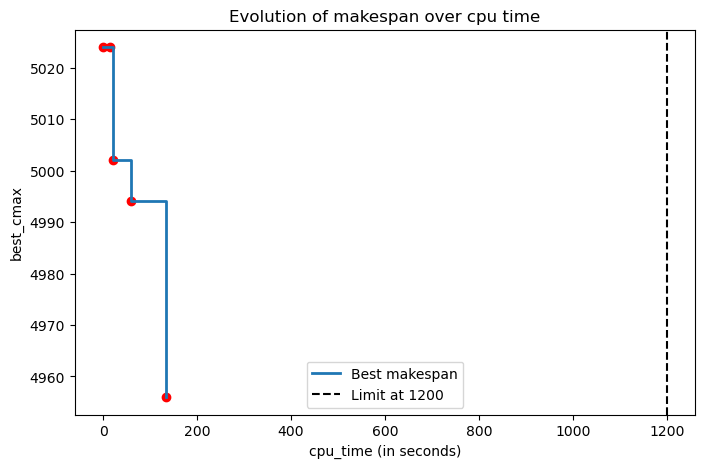 Evolution of makespan over cpu time
best_cmax
5020
5010
5000
4990
4980
4970
4960
Best makespan
Limit at 1200
0 200 400 600 800 1000 1200
cpu_time (in seconds)